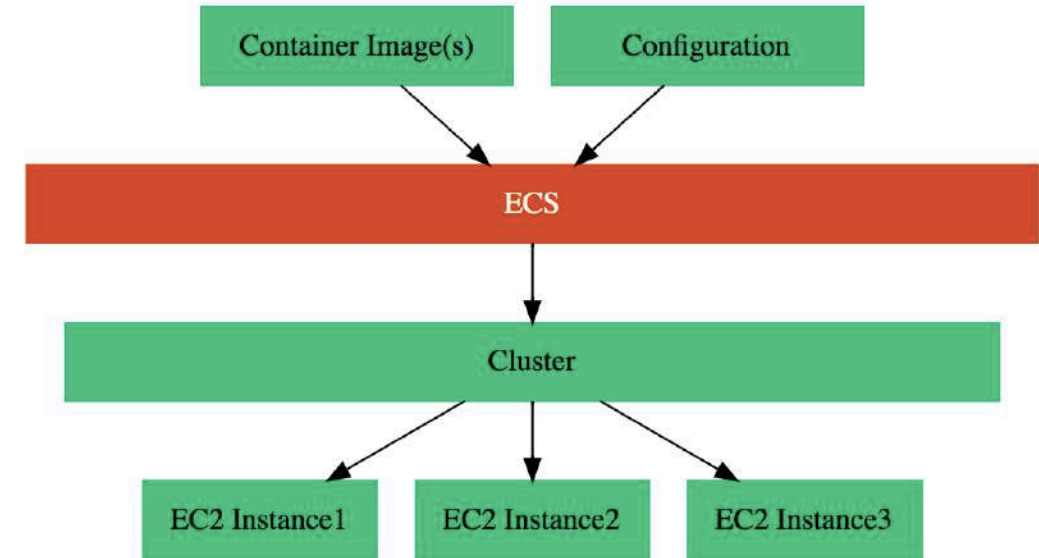 Container Image(s)
Configuration
ECS
Cluster
EC2 Instance1
EC2 Instance2
EC2 Instance3